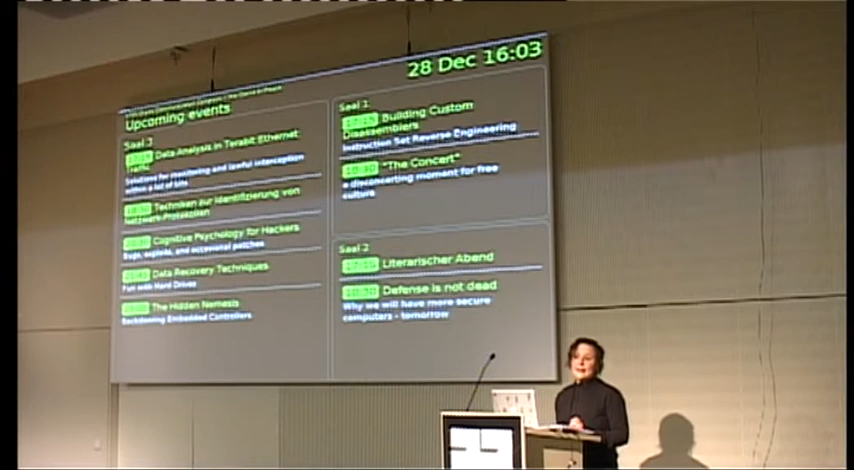 28 Dec 16:03
Upcoming events
Saal 3
Data Analysis in Terabit Ethernet
Traffic
Solutions for monitoring and lawful interception
within a lot of bits
Techniken zur Identifizierung von
Netzwerk-Protokollen
Cognitive Psychology for Hackers
Bugs, exploits, and occasional patches
Data Recovery Techniques
Fun with Hard Drives
The Hidden Nemesis
Backdooring Embedded Controllers
Saal 1
17:15 Building Custom
Disassemblers
Instruction Set Reverse Engineering
"The Concert"
a disconcerting moment for free
culture
Saal 2
Literarischer Abend
Defense is not dead
Why we will have more secure
computers - tomorrow